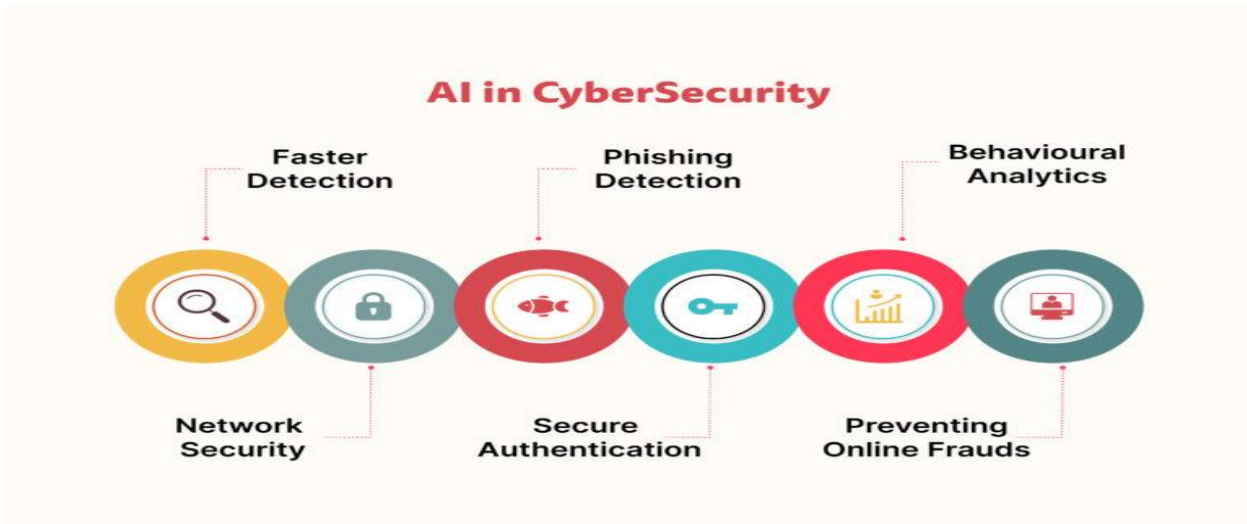 AI in CyberSecurity
Faster
Detection
Phishing
Detection
Behavioural
Analytics
Network
Security
Secure
Authentication
Preventing
Online Frauds